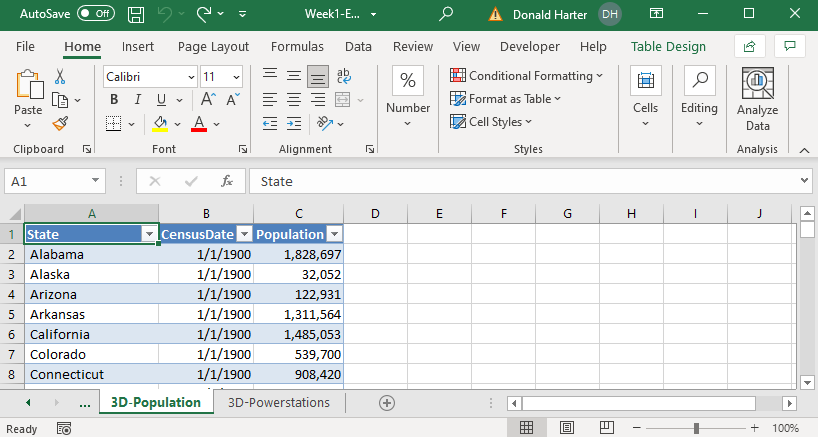 AutoSave Off Week1-E... Donald Harter DH
File Home Insert Page Layout Formulas Data Review View Developer Help Table Design
Paste Calibri 11 B I U A A A ab c % Number Conditional Formatting Format as Table Cell Styles Cells Editing Analyze Data
Clipboard Font Alignment Styles Analysis
A1 fx State
A B C D E F G H I J
1 State CensusDate Population
2 Alabama 1/1/1900 1,828,697
3 Alaska 1/1/1900 32,052
4 Arizona 1/1/1900 122,931
5 Arkansas 1/1/1900 1,311,564
6 California 1/1/1900 1,485,053
7 Colorado 1/1/1900 539,700
8 Connecticut 1/1/1900 908,420
... 3D-Population 3D-Powerstations
Ready 100%